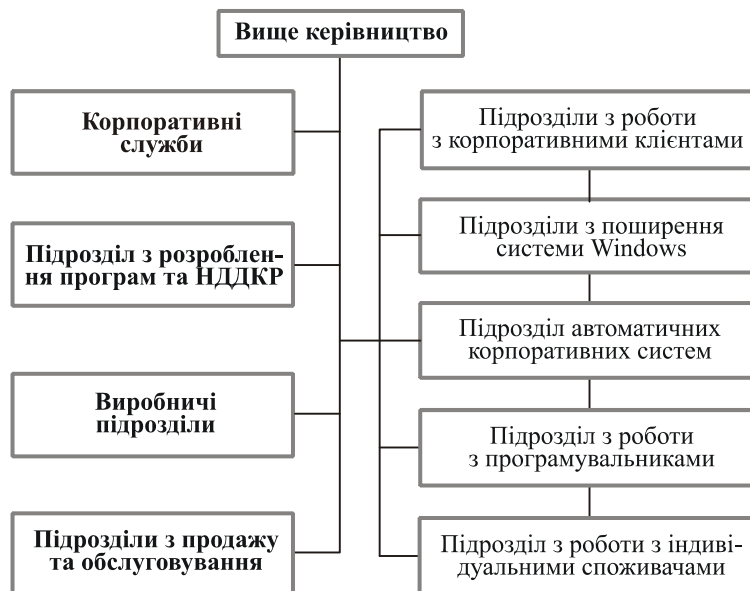 Вище керівництво
Корпоративні
служби
Підрозділ з розроблен-
ня програм та НДДКР
Виробничі
підрозділи
Підрозділи з продажу
та обслуговування
Підрозділи з роботи
з корпоративними клієнтами
Підрозділи з поширення
системи Windows
Підрозділ автоматичних
корпоративних систем
Підрозділ з роботи
з програмувальниками
Підрозділ з роботи з індиві-
дуальними споживачами